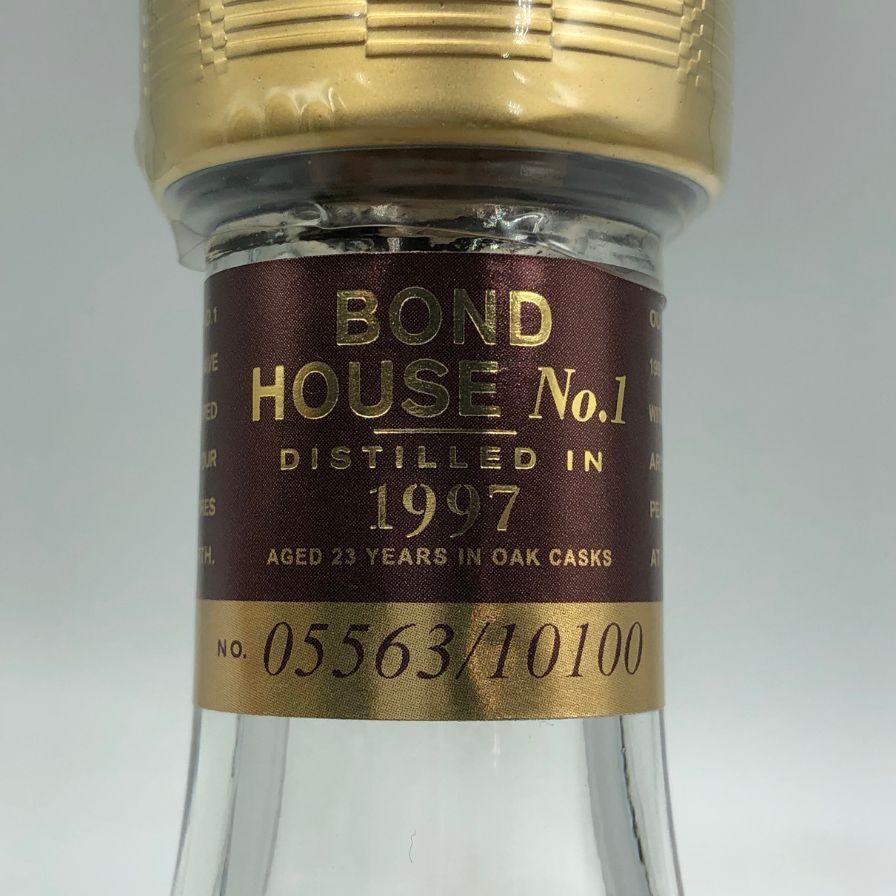 BOND
HOUSE No.1
DISTILLED IN
1997
AGED 23 YEARS IN OAK CASKS
NO. 05563/10100